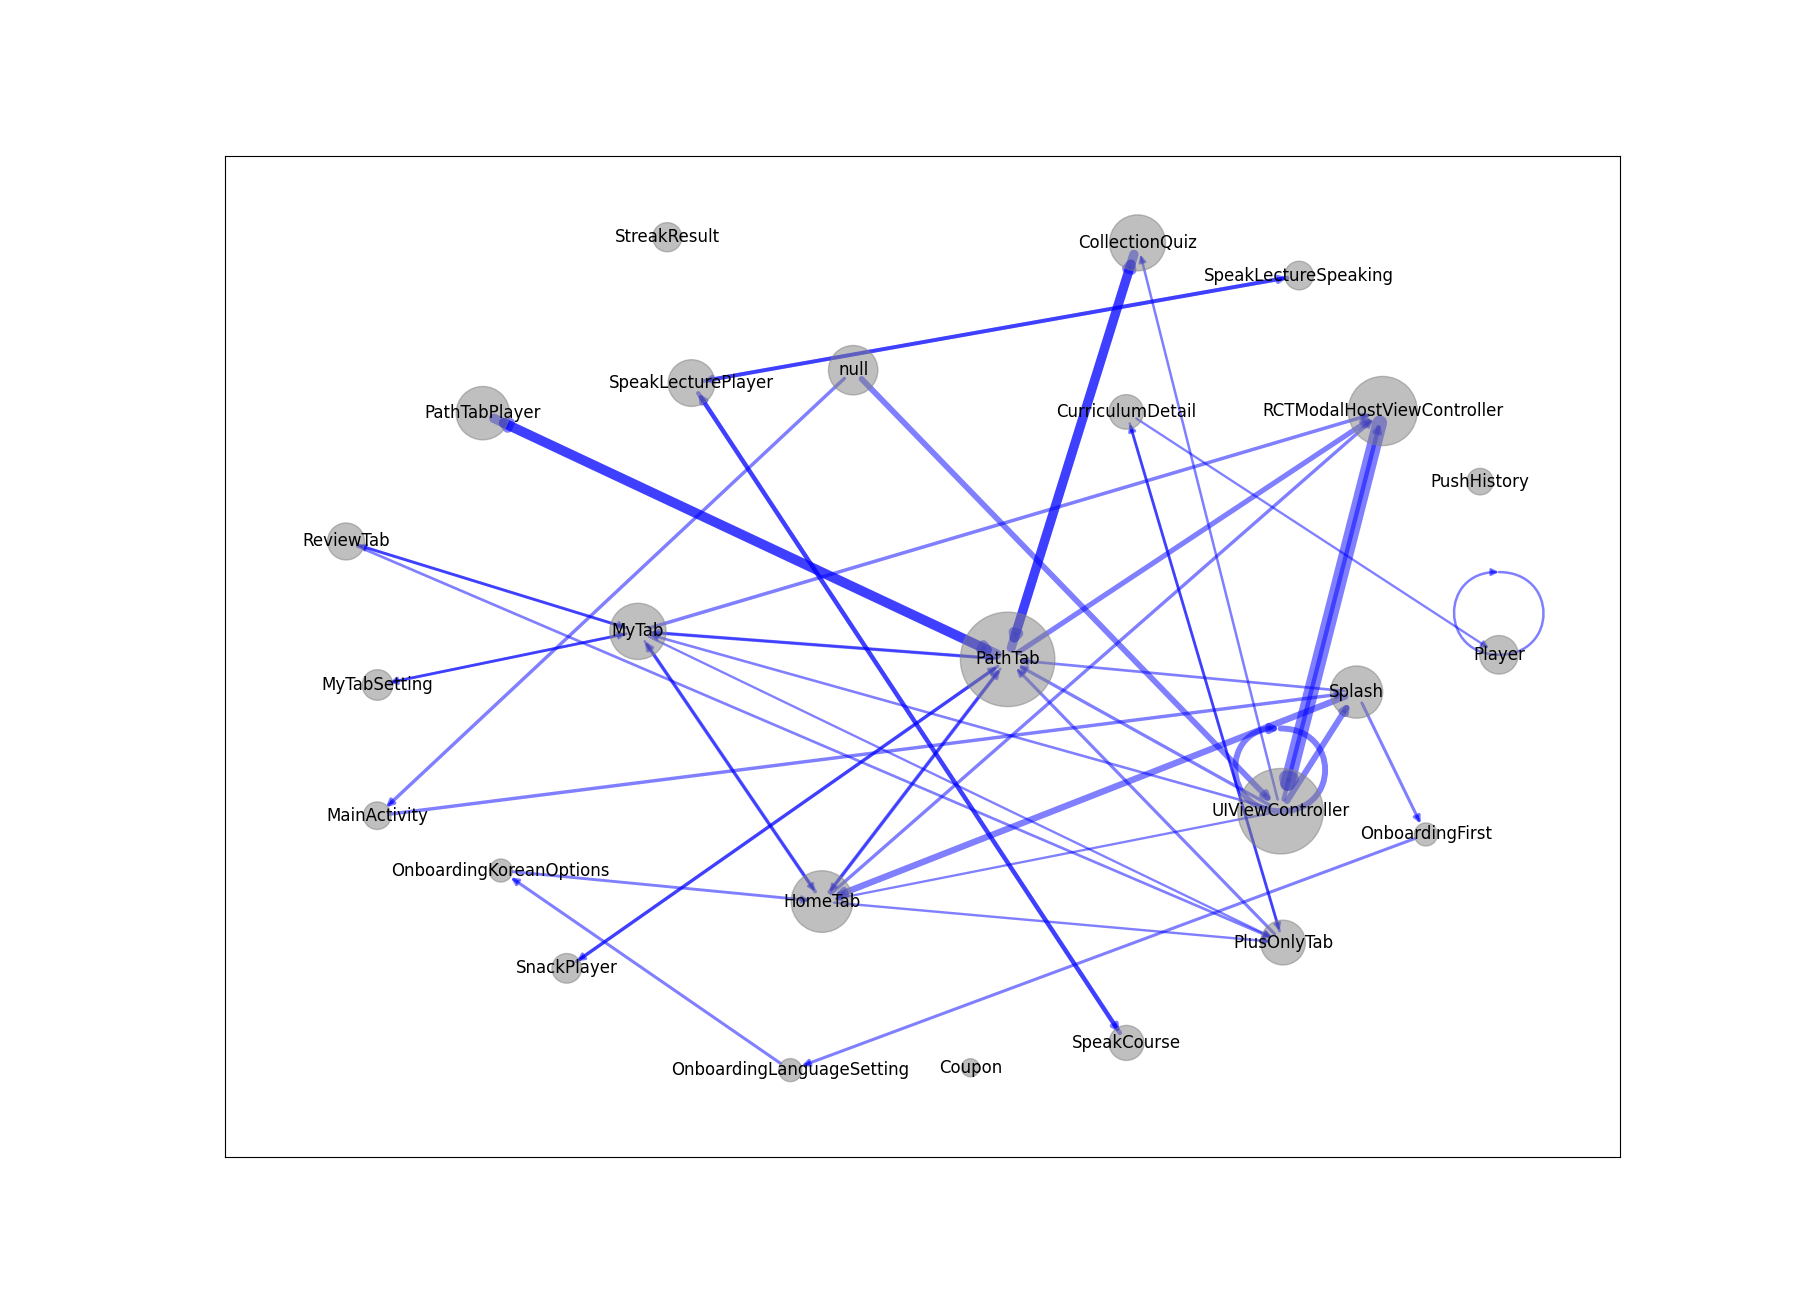 StreakResult
CollectionQuiz
SpeakLectureSpeaking
null
SpeakLecturePlayer
PathTabPlayer
CurriculumDetail
RCTModalHostViewController
PushHistory
ReviewTab
MyTab
PathTab
Player
MyTabSetting
Splash
UIViewController
MainActivity
OnboardingFirst
OnboardingKoreanOptions
HomeTab
PlusOnlyTab
SnackPlayer
SpeakCourse
OnboardingLanguageSetting
Coupon